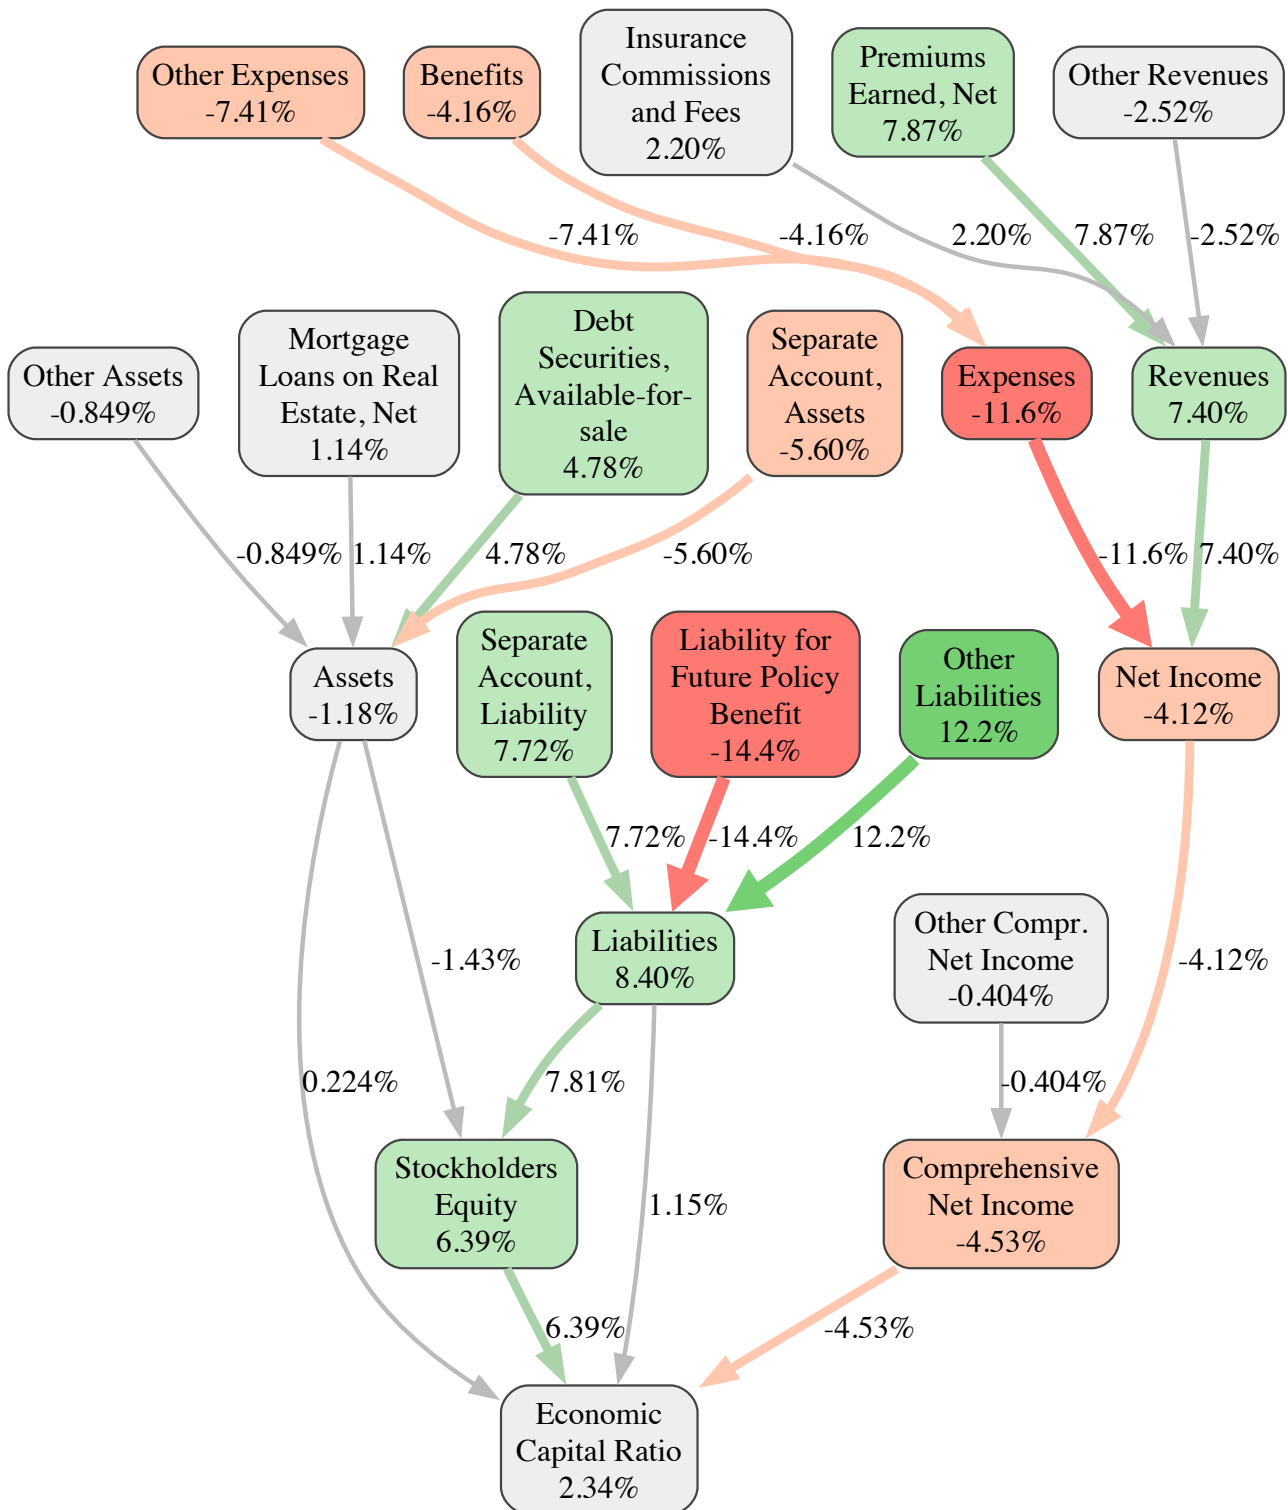 Other Expenses
-7.41%
Benefits
-4.16%
Insurance
Commissions
and Fees
2.20%
Premiums
Earned, Net
7.87%
Other Revenues
-2.52%
-7.41%
-4.16%
2.20%
7.87%
-2.52%
Other Assets
-0.849%
Mortgage
Loans on Real
Estate, Net
1.14%
Debt
Securities,
Available-for-
sale
4.78%
Separate
Account,
Assets
-5.60%
Expenses
-11.6%
Revenues
7.40%
-0.849%
1.14%
4.78%
-5.60%
-11.6%
7.40%
Assets
-1.18%
Separate
Account,
Liability
7.72%
Liability for
Future Policy
Benefit
-14.4%
Other
Liabilities
12.2%
Net Income
-4.12%
7.72%
-14.4%
12.2%
Liabilities
8.40%
Other Compr.
Net Income
-0.404%
-1.43%
-4.12%
0.224%
7.81%
-0.404%
Stockholders
Equity
6.39%
1.15%
Comprehensive
Net Income
-4.53%
6.39%
-4.53%
Economic
Capital Ratio
2.34%